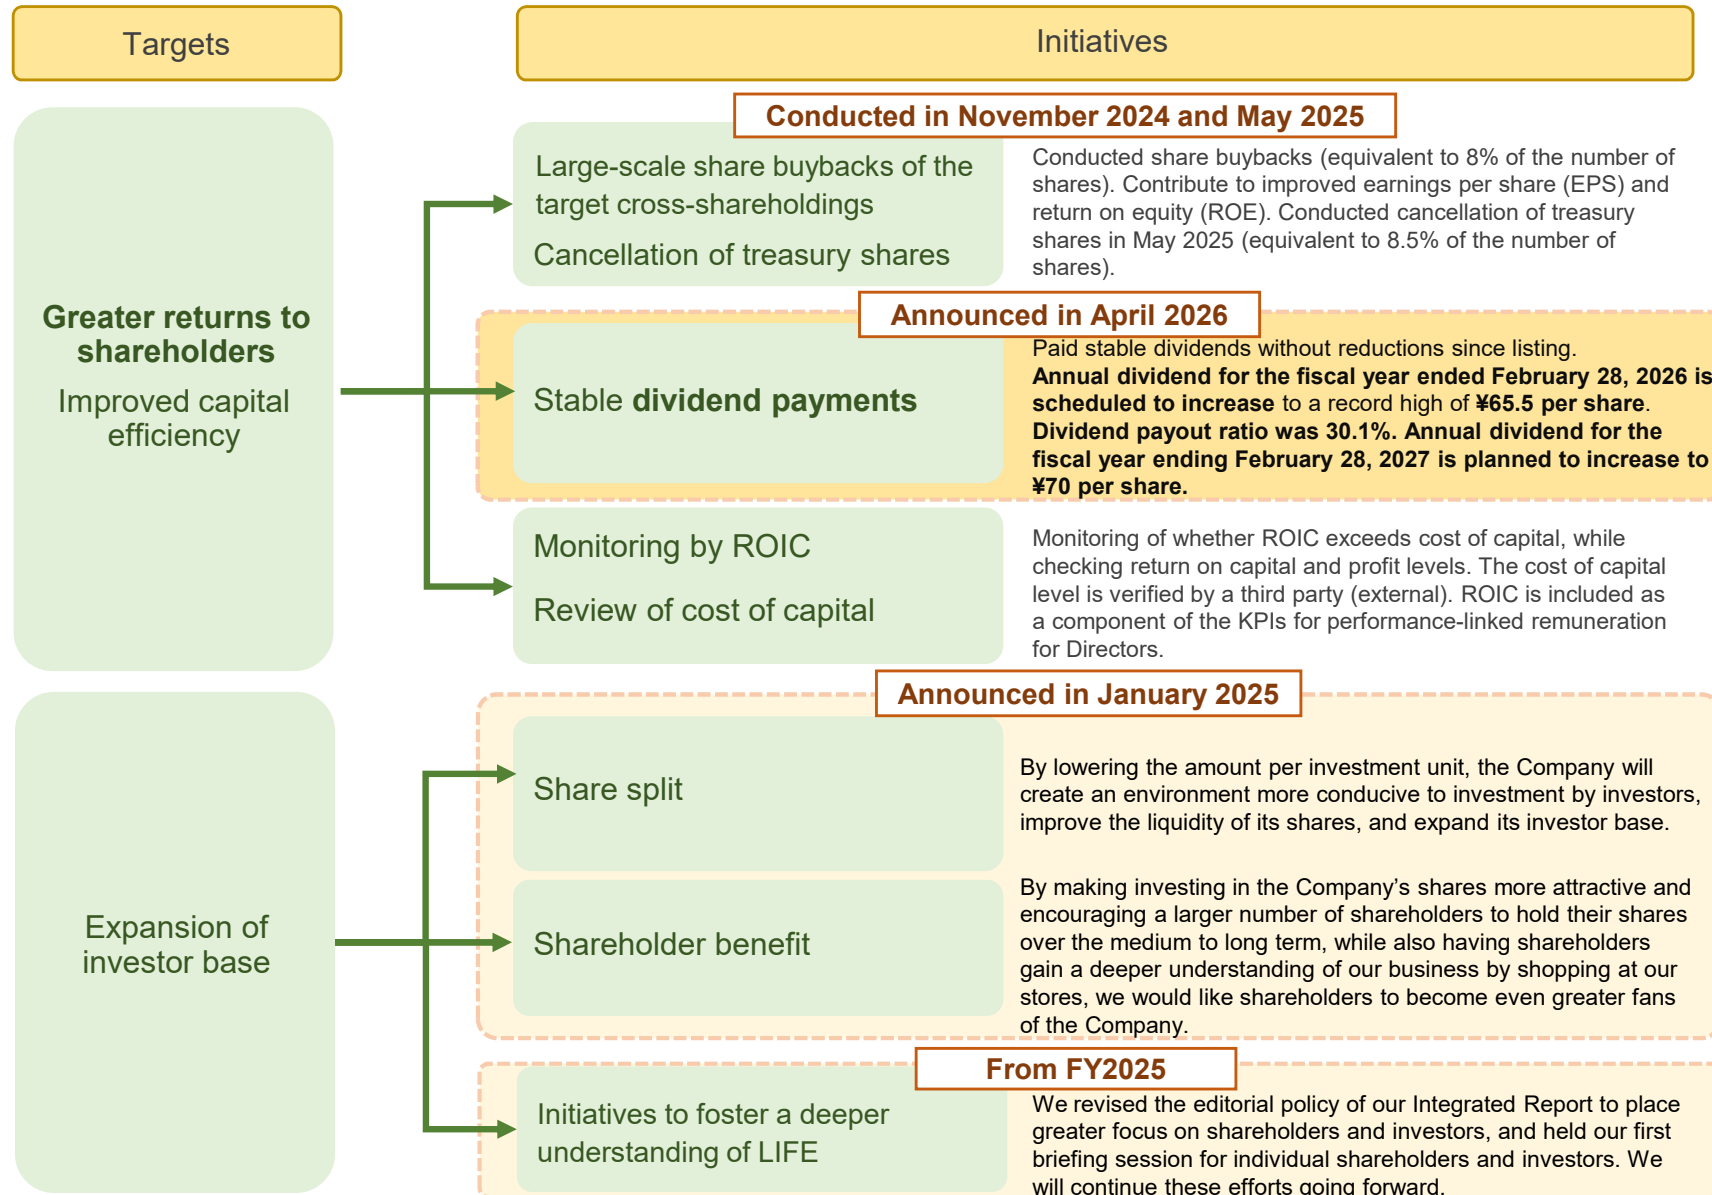 Targets
Initiatives
Greater returns to
shareholders
Improved capital
efficiency
Conducted in November 2024 and May 2025
Large-scale share buybacks of the
target cross-shareholdings
Cancellation of treasury shares
Conducted share buybacks (equivalent to 8% of the number of
shares). Contribute to improved earnings per share (EPS) and
return on equity (ROE). Conducted cancellation of treasury
shares in May 2025 (equivalent to 8.5% of the number of
shares).
Announced in April 2026
Stable dividend payments
Paid stable dividends without reductions since listing.
Annual dividend for the fiscal year ended February 28, 2026 is
scheduled to increase to a record high of ¥65.5 per share.
Dividend payout ratio was 30.1%. Annual dividend for the
fiscal year ending February 28, 2027 is planned to increase to
¥70 per share.
Monitoring by ROIC
Review of cost of capital
Monitoring of whether ROIC exceeds cost of capital, while
checking return on capital and profit levels. The cost of capital
level is verified by a third party (external). ROIC is included as
a component of the KPIs for performance-linked remuneration
for Directors.
Expansion of
investor base
Announced in January 2025
Share split
By lowering the amount per investment unit, the Company will
create an environment more conducive to investment by investors,
improve the liquidity of its shares, and expand its investor base.
Shareholder benefit
By making investing in the Company’s shares more attractive and
encouraging a larger number of shareholders to hold their shares
over the medium to long term, while also having shareholders
gain a deeper understanding of our business by shopping at our
stores, we would like shareholders to become even greater fans
of the Company.
From FY2025
Initiatives to foster a deeper
understanding of LIFE
We revised the editorial policy of our Integrated Report to place
greater focus on shareholders and investors, and held our first
briefing session for individual shareholders and investors. We
will continue these efforts going forward.